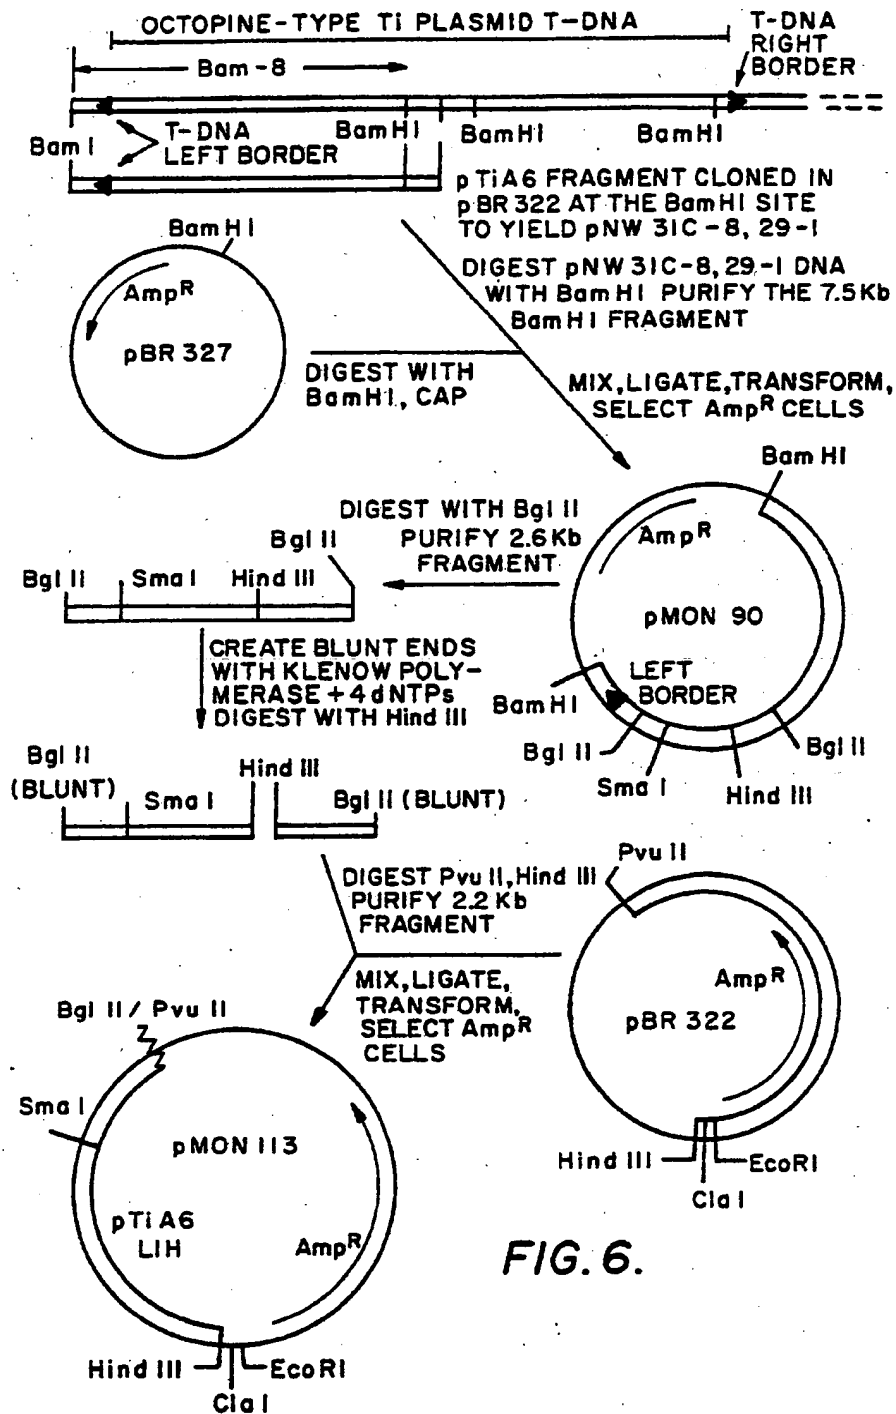 OCTOPINE-TYPE Ti PLASMID T-DNA
T-DNA
RIGHT
BORDER
Bam-8
Bam I
T-DNA
LEFT BORDER
BamHI
BamHI
BamHI
pTiA6 FRAGMENT CLONED IN
pBR 322 AT THE BamHI SITE
TO YIELD pNW 31C-8, 29-1
BamHI
AmpR
pBR 327
DIGEST pNW 31C-8, 29-1 DNA
WITH BamHI PURIFY THE 7.5Kb
BamHI FRAGMENT
DIGEST WITH
BamHI, CAP
MIX, LIGATE, TRANSFORM,
SELECT AmpR CELLS
BamHI
AmpR
pMON 90
LEFT
BORDER
BamHI
Bgl II
Sma I
Hind III
Bgl II
DIGEST WITH Bgl II
PURIFY 2.6Kb
FRAGMENT
Bgl II
Sma I
Hind III
Bgl II
CREATE BLUNT ENDS
WITH KLENOW POLY-
MERASE +4dNTPs
DIGEST WITH Hind III
Bgl II
(BLUNT)
Sma I
Hind III
Bgl II (BLUNT)
DIGEST Pvu II, Hind III
PURIFY 2.2 Kb
FRAGMENT
Pvu II
AmpR
pBR 322
Hind III
Cla I
EcoRI
MIX, LIGATE,
TRANSFORM,
SELECT AmpR
CELLS
Bgl II / Pvu II
Sma I
pMON 113
pTi A6
LIH
AmpR
Hind III
Cla I
EcoRI
FIG. 6.